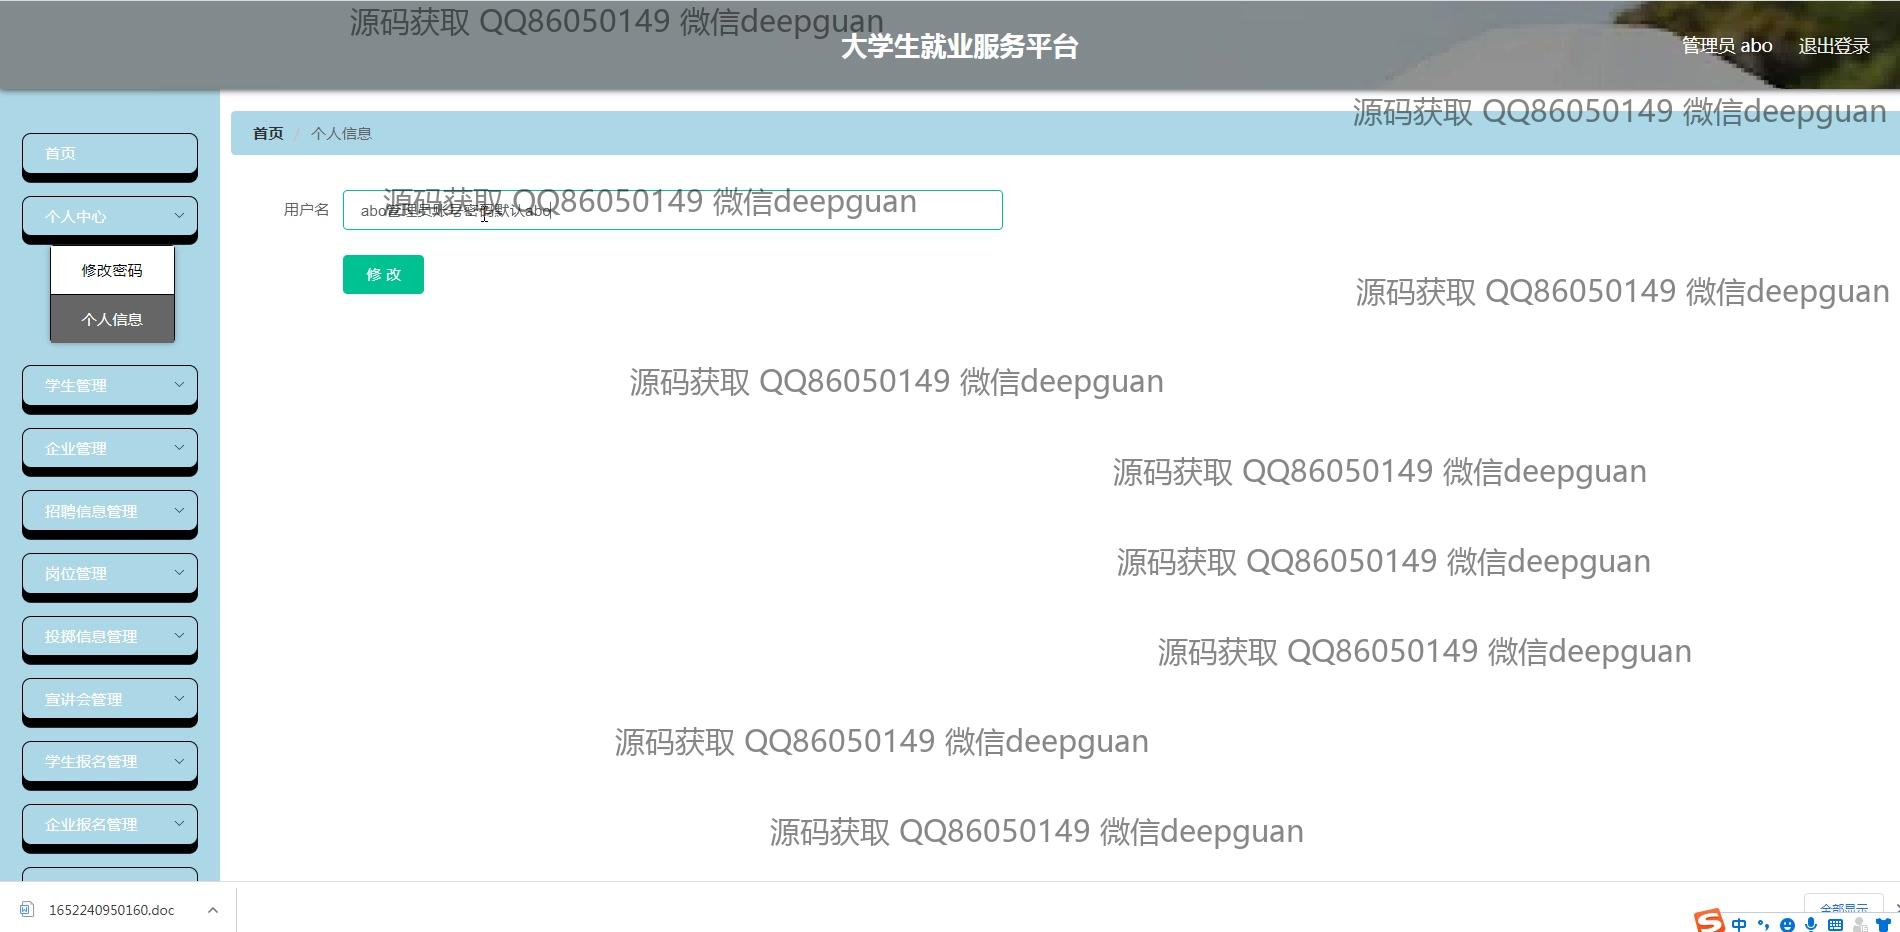 源码获取 QQ86050149 微信deepguan
大学生就业服务平台
管理员 abo
退出登录
源码获取 QQ86050149 微信deepguan
首页 / 个人信息
首页
个人中心
修改密码
个人信息
学生管理
企业管理
招聘信息管理
岗位管理
投掷信息管理
宣讲会管理
学生报名管理
企业报名管理
源码获取 QQ86050149 微信deepguan
用户名
abo管理员账号密码默认abo
修 改
源码获取 QQ86050149 微信deepguan
源码获取 QQ86050149 微信deepguan
源码获取 QQ86050149 微信deepguan
源码获取 QQ86050149 微信deepguan
源码获取 QQ86050149 微信deepguan
源码获取 QQ86050149 微信deepguan
源码获取 QQ86050149 微信deepguan
1652240950160.doc
全部显示
中